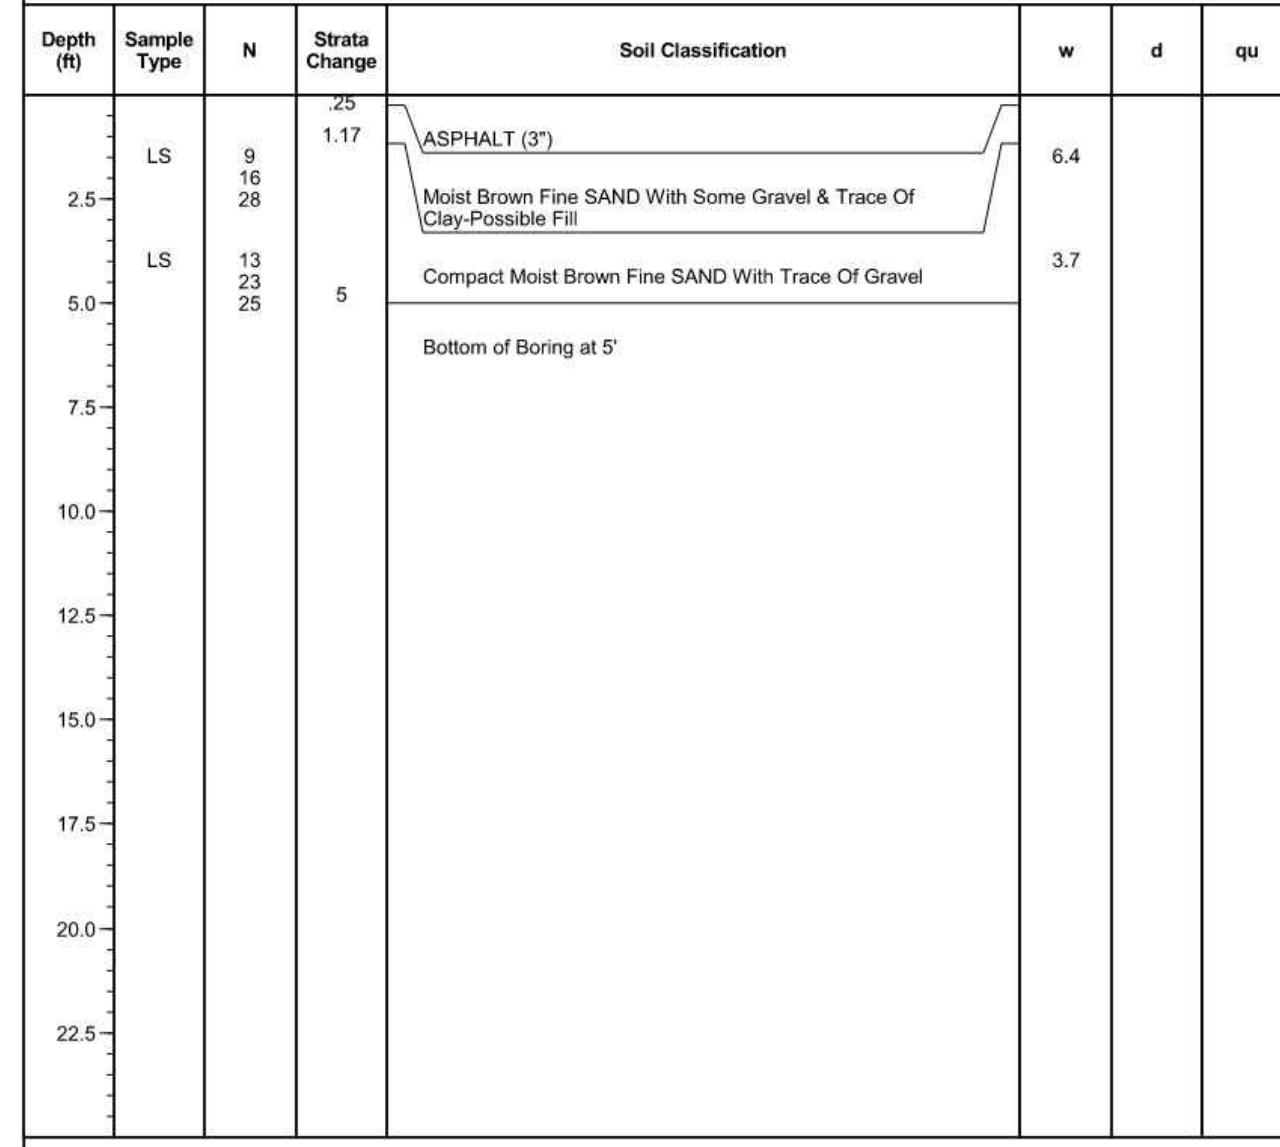 Depth
(ft)
Sample
Type
N
Strata
Change
Soil Classification
w
d
qu
.25
1.17
ASPHALT (3")
LS
9
6.4
16
2.5
28
Moist Brown Fine SAND With Some Gravel & Trace Of
Clay-Possible Fill
LS
13
3.7
23
Compact Moist Brown Fine SAND With Trace Of Gravel
5.0
25
5
Bottom of Boring at 5'
7.5
10.0
12.5
15.0
17.5
20.0
22.5